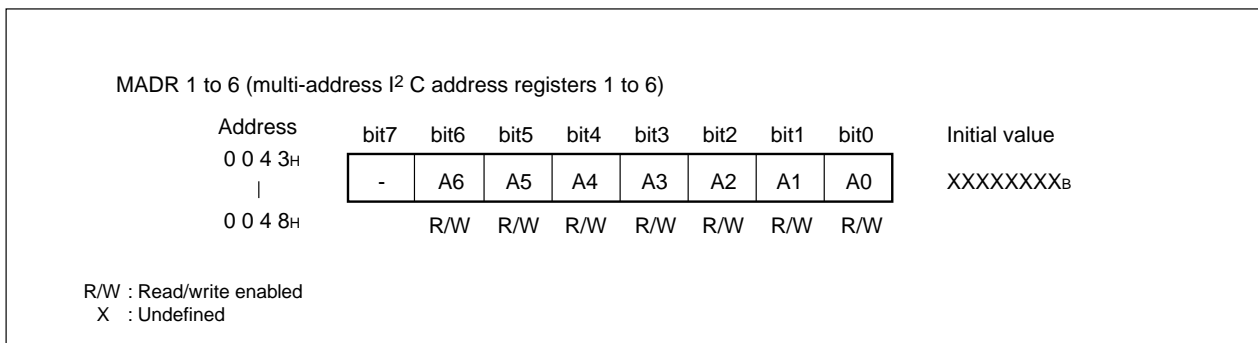 MADR 1 to 6 (multi-address I2 C address registers 1 to 6)
Address bit7 bit6 bit5 bit4 bit3 bit2 bit1 bit0 Initial value
0 0 4 3H
- A6 A5 A4 A3 A2 A1 A0 XXXXXXXXB
|
0 0 4 8H R/W R/W R/W R/W R/W R/W R/W
R/W : Read/write enabled
X : Undefined